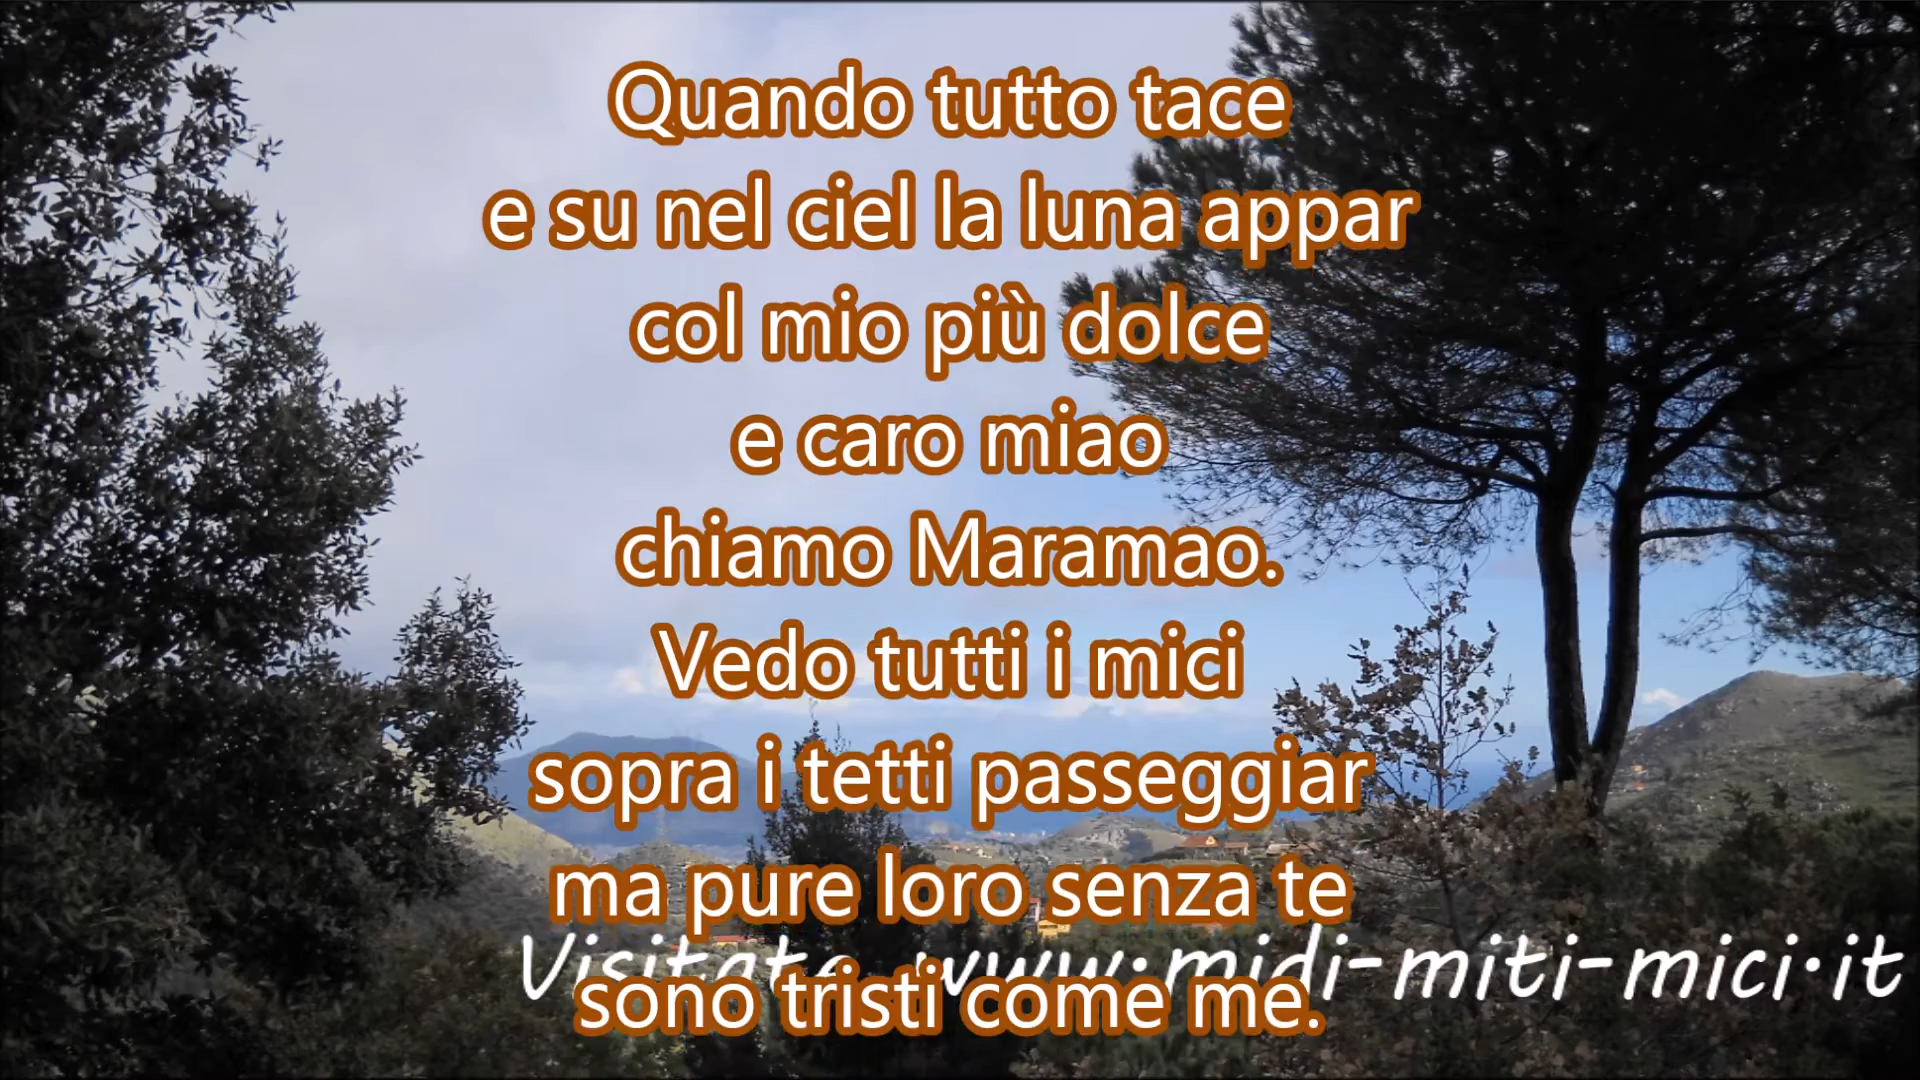 Quando tutto tace
e su nel ciel la luna appar
col mio più dolce
e caro miao
chiamo Maramao.
Vedo tutti i mici
sopra i tetti passeggiar
ma pure loro senza te
Visitate www.midi-miti-mici.it
sono tristi come me.